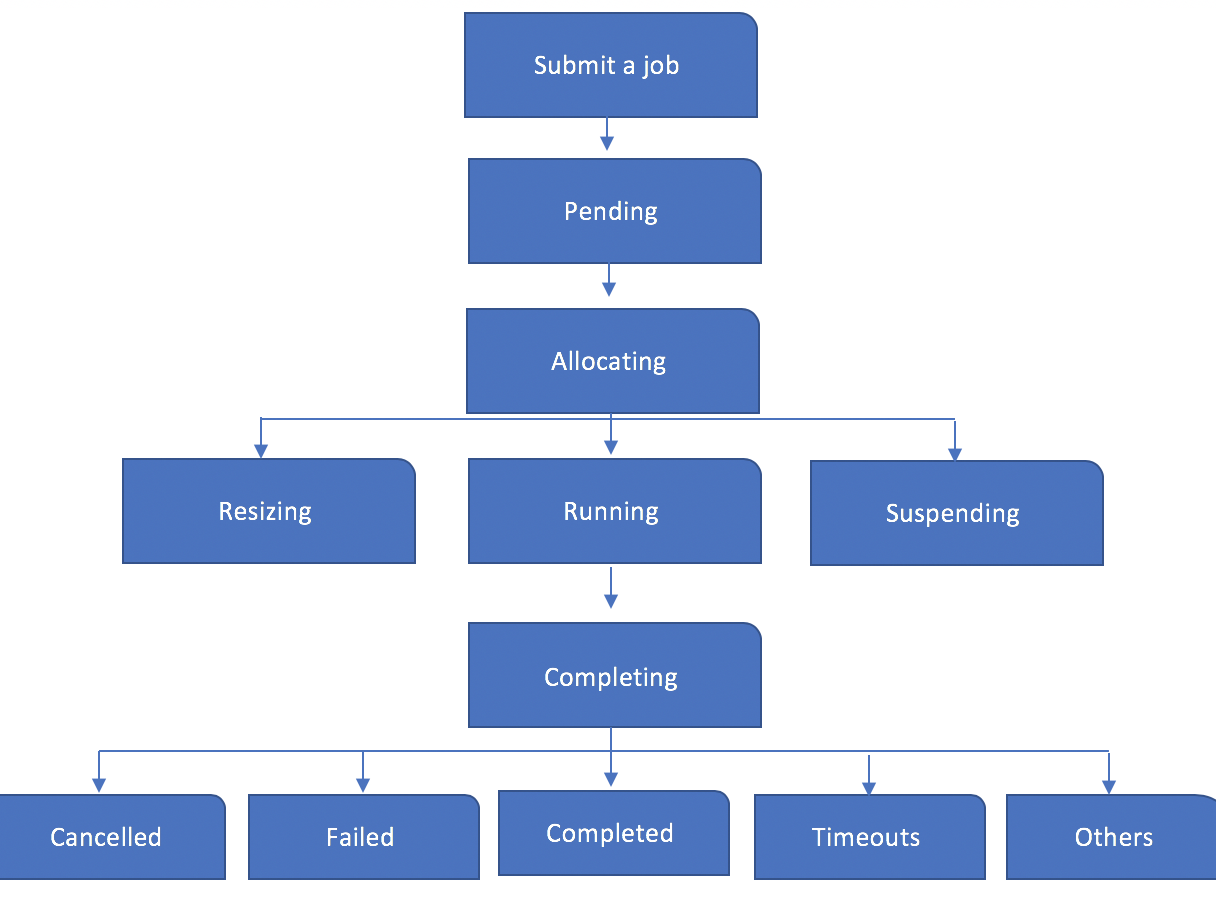 Submit a job
Pending
Allocating
Resizing
Running
Suspending
Completing
Cancelled
Failed
Completed
Timeouts
Others